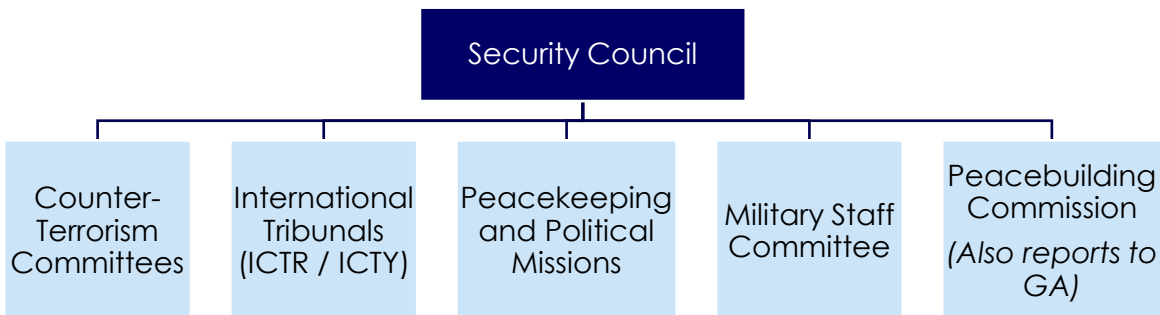 Security Council
Counter-
Terrorism
Committees
International
Tribunals
(ICTR / ICTY)
Peacekeeping
and Political
Missions
Military Staff
Committee
Peacebuilding
Commission
(Also reports to
GA)